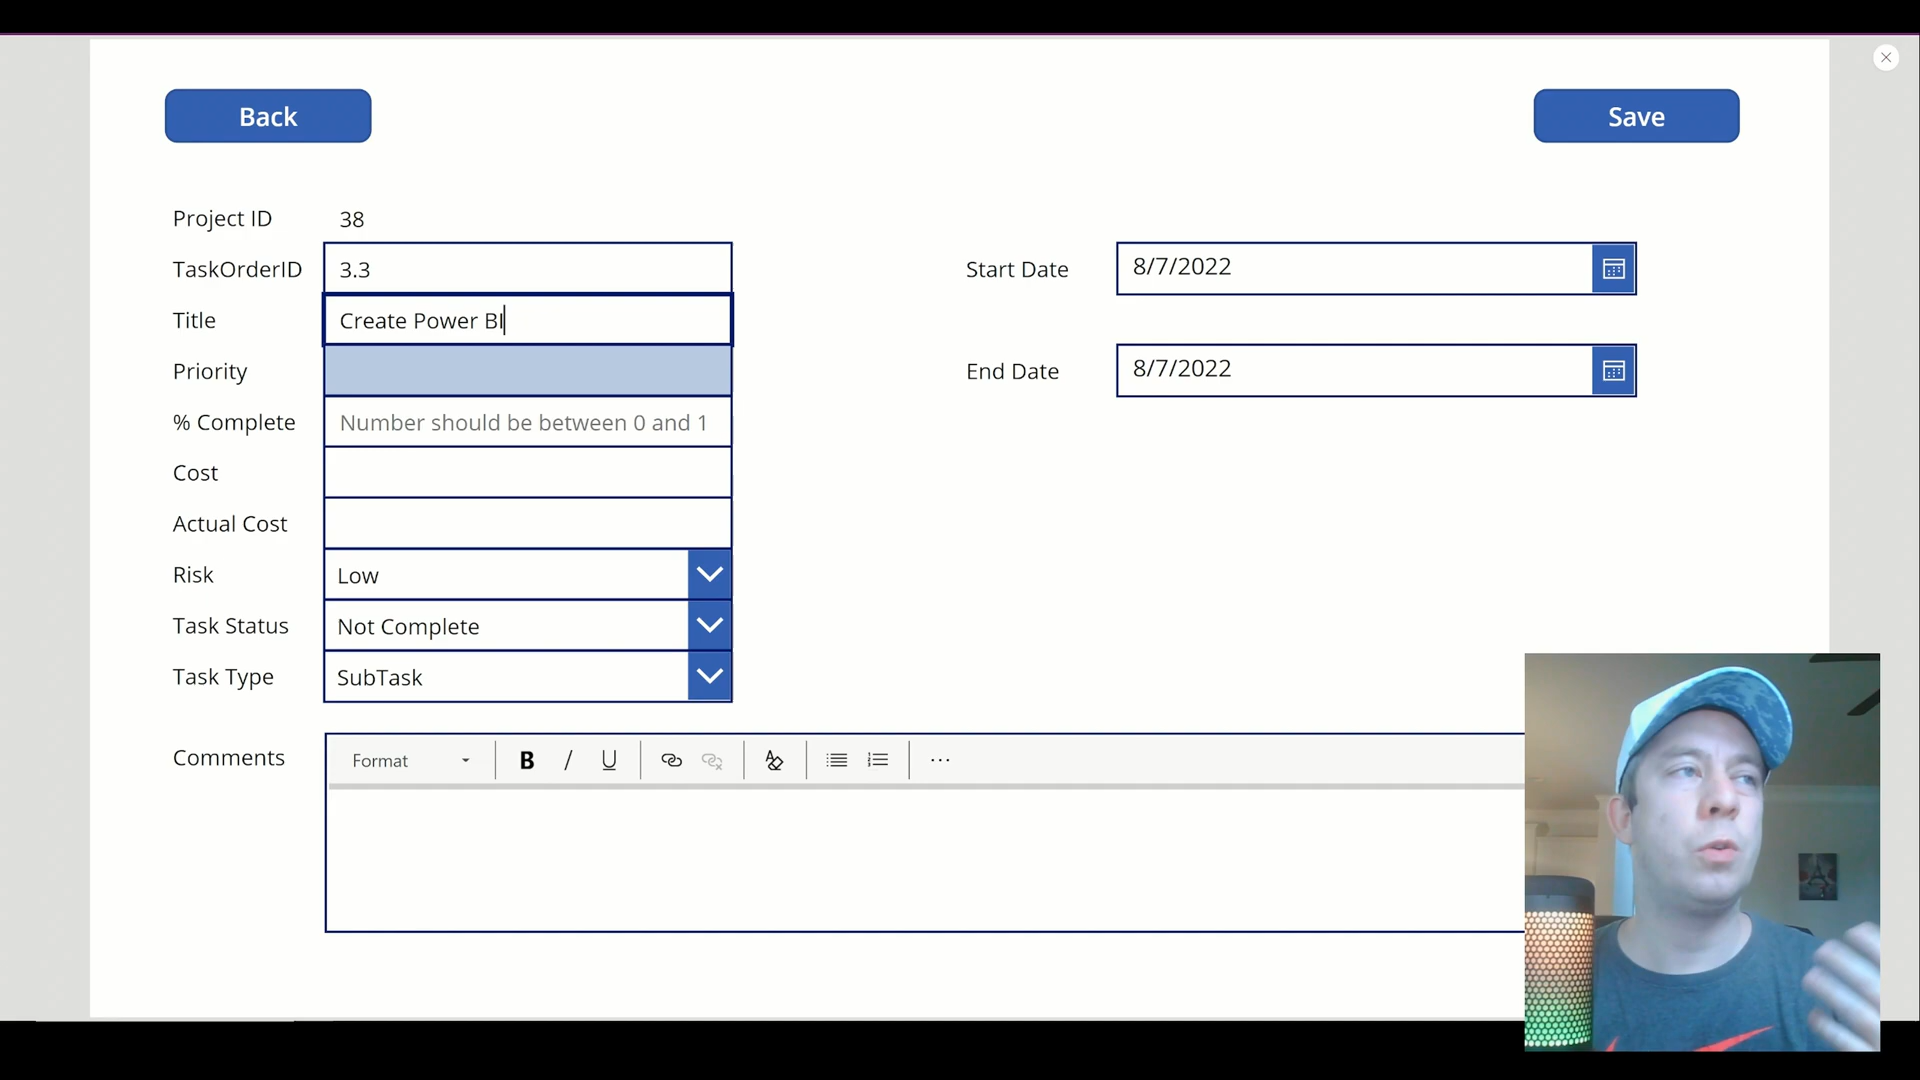 Back
Save
Project ID 38
TaskOrderID 3.3
Start Date 8/7/2022
Title Create Power BI
Priority
End Date 8/7/2022
% Complete Number should be between 0 and 1
Cost
Actual Cost
Risk Low
Task Status Not Complete
Task Type SubTask
Comments
Format B I U ...